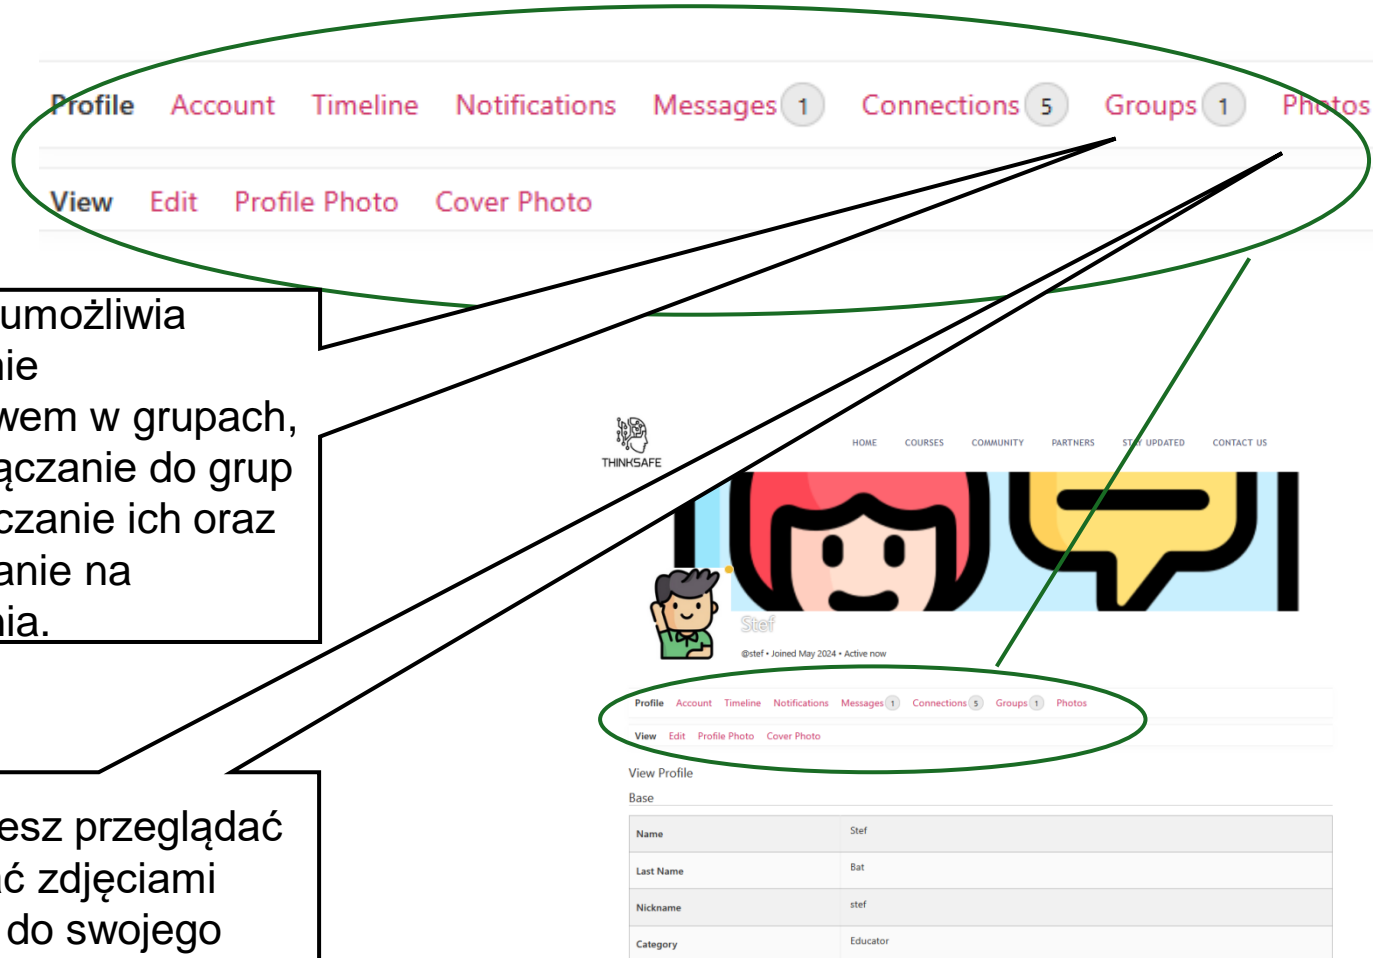 Profile Account Timeline Notifications Messages 1 Connections 5 Groups 1 Photos
View Edit Profile Photo Cover Photo
umożliwia
nie
wem w grupach,
ączanie do grup
czanie ich oraz
anie na
nia.
THINKSAFE
HOME COURSES COMMUNITY PARTNERS STAY UPDATED CONTACT US
Stef
@stef • Joined May 2024 • Active now
Profile Account Timeline Notifications Messages 1 Connections 5 Groups 1 Photos
View Edit Profile Photo Cover Photo
View Profile
Base
Name Stef
Last Name Bat
Nickname stef
Category Educator
esz przeglądać
ać zdjęciami
do swojego